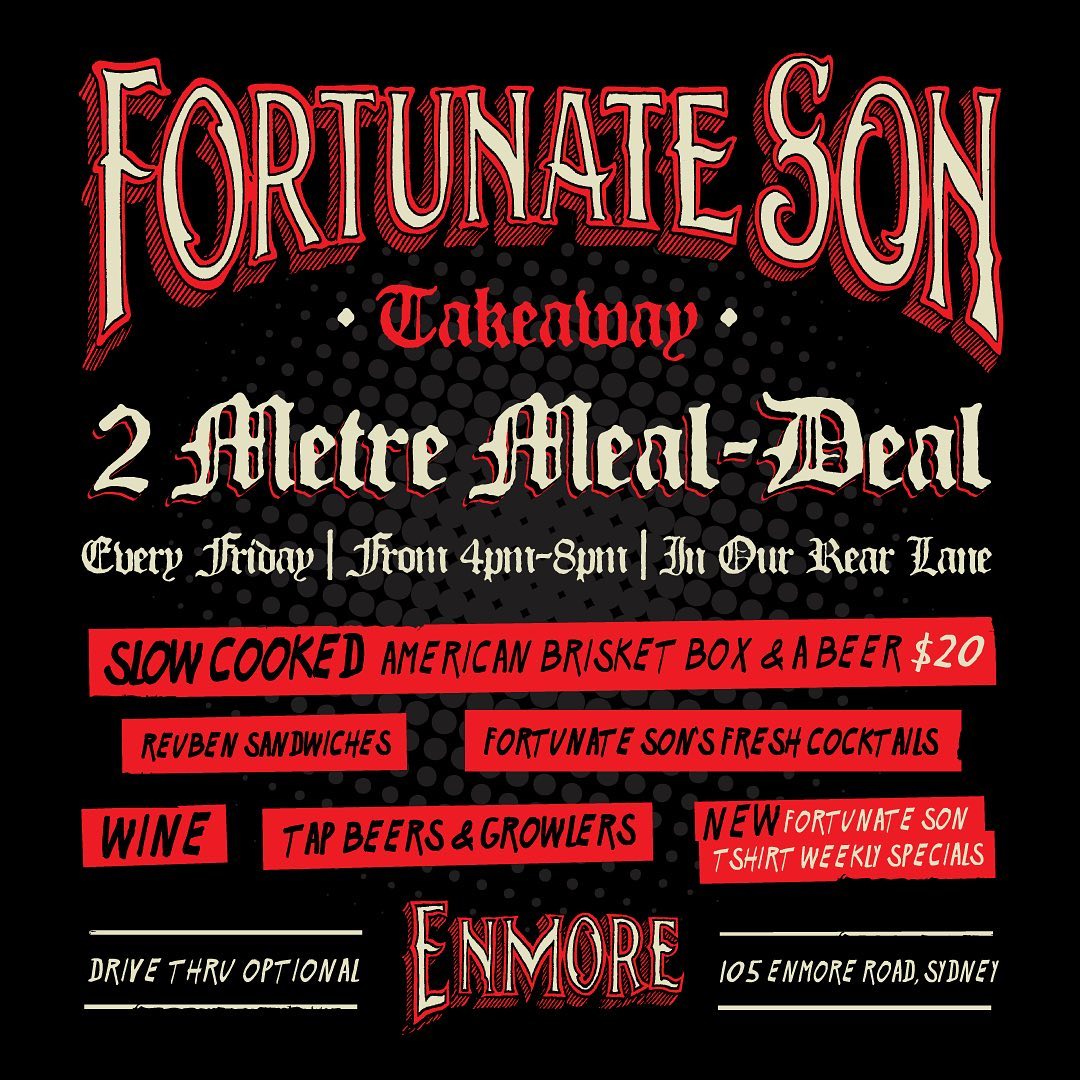 FORTUNATE SON
· Takeaway ·
2 Metre Meal-Deal
Every Friday | From 4pm-8pm | In Our Rear Lane
SLOW COOKED AMERICAN BRISKET BOX & A BEER $20
REUBEN SANDWICHES
FORTUNATE SON'S FRESH COCKTAILS
WINE
TAP BEERS & GROWLERS
NEW FORTUNATE SON
TSHIRT WEEKLY SPECIALS
DRIVE THRU OPTIONAL
ENMORE
105 ENMORE ROAD, SYDNEY